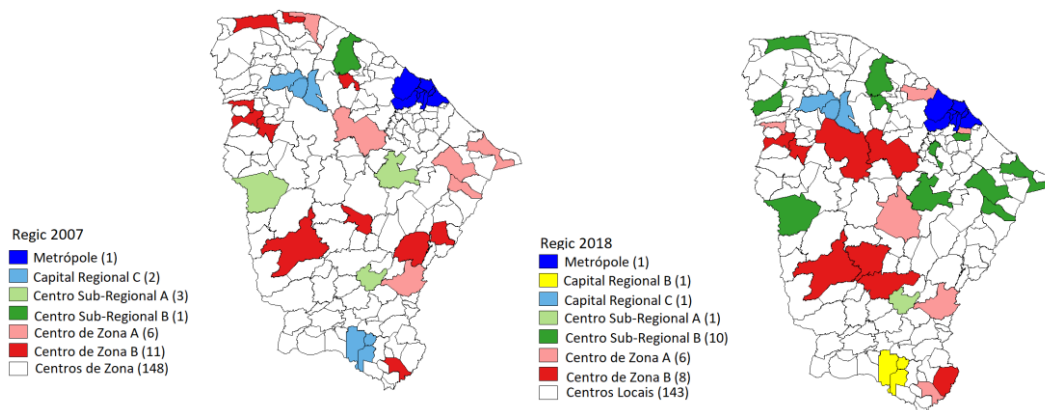 Regic 2007
Metrópole (1)
Capital Regional C (2)
Centro Sub-Regional A (3)
Centro Sub-Regional B (1)
Centro de Zona A (6)
Centro de Zona B (11)
Centros de Zona (148)
Regic 2018
Metrópole (1)
Capital Regional B (1)
Capital Regional C (1)
Centro Sub-Regional A (1)
Centro Sub-Regional B (10)
Centro de Zona A (6)
Centro de Zona B (8)
Centros Locais (143)